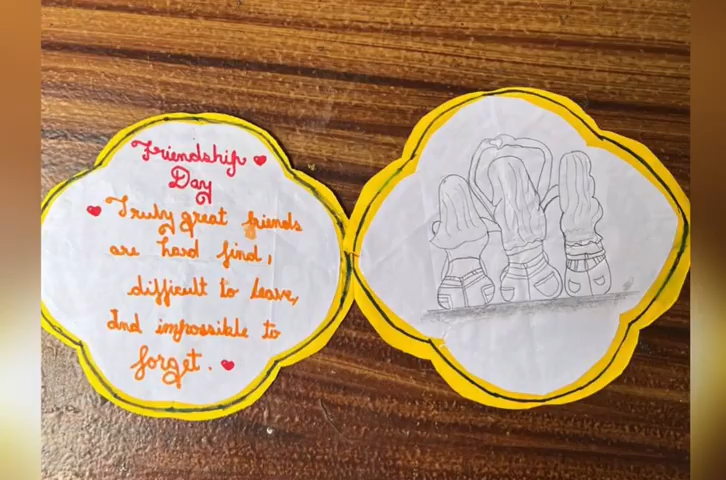 Friendship
Day
Truly great friends
are hard find,
difficult to leave,
And impossible to
forget.